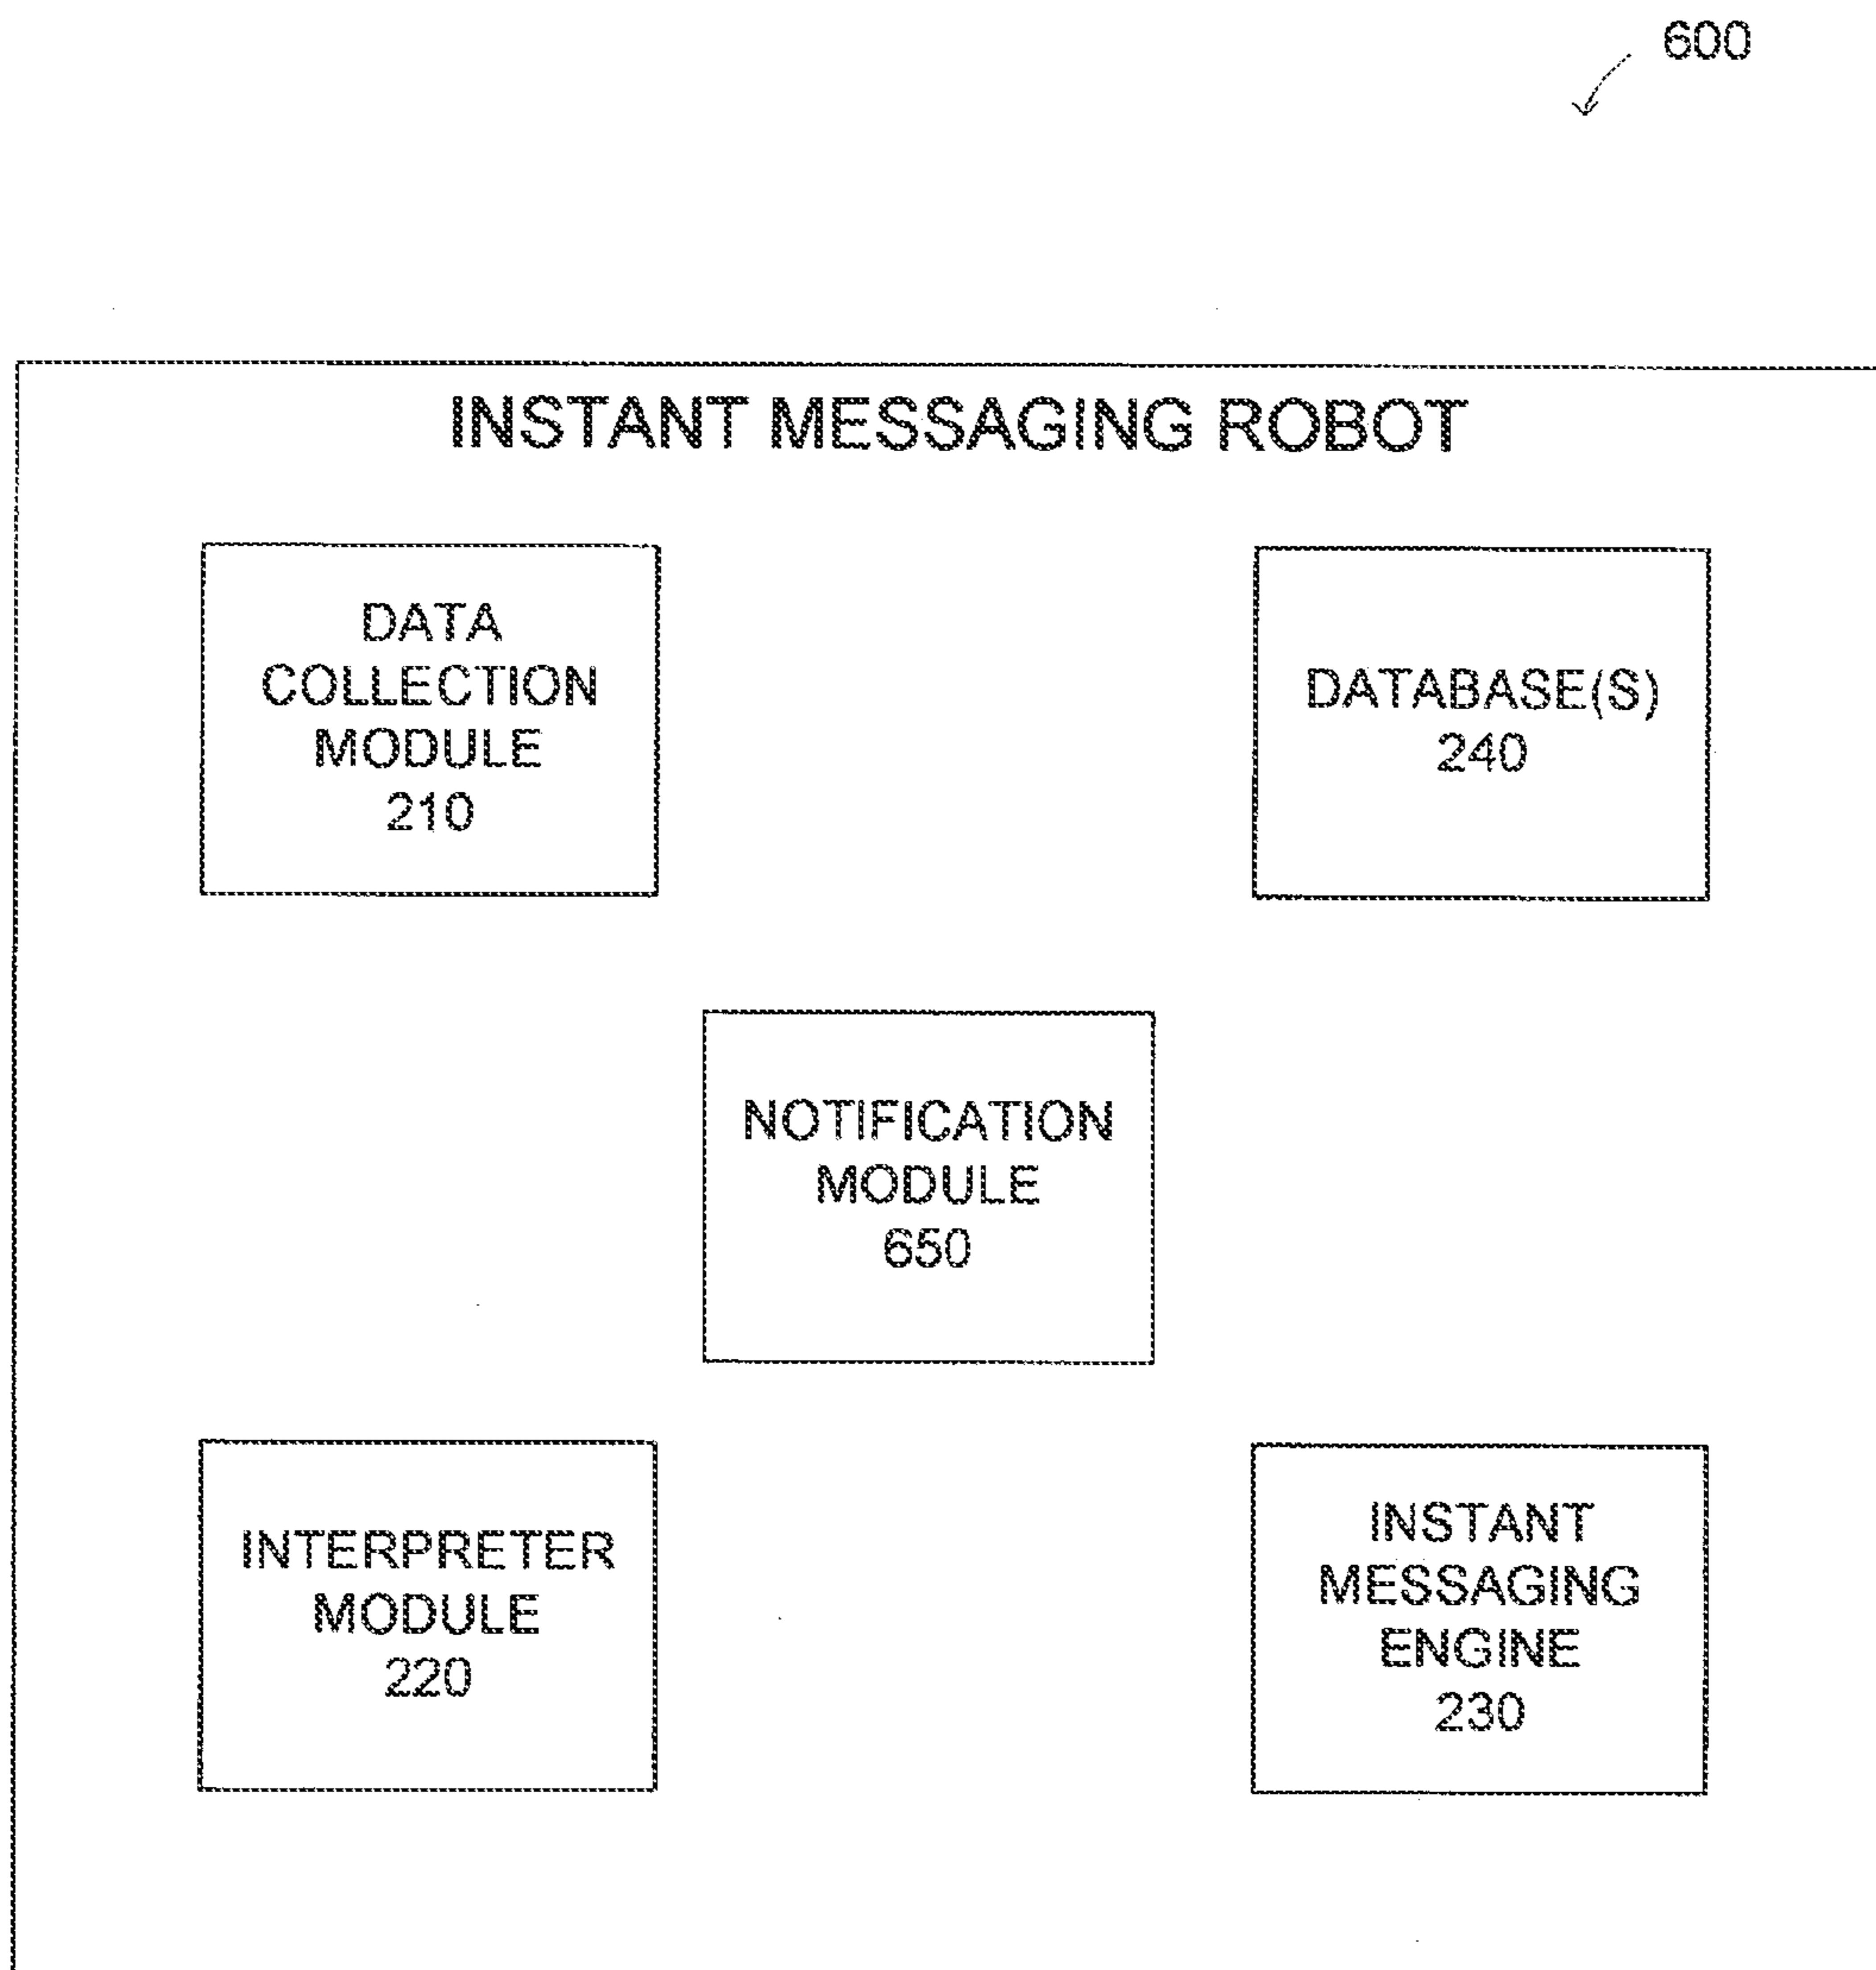 600
INSTANT MESSAGING ROBOT
DATA
COLLECTION
MODULE
210
DATABASE(S)
240
NOTIFICATION
MODULE
650
INTERPRETER
MODULE
220
INSTANT
MESSAGING
ENGINE
230